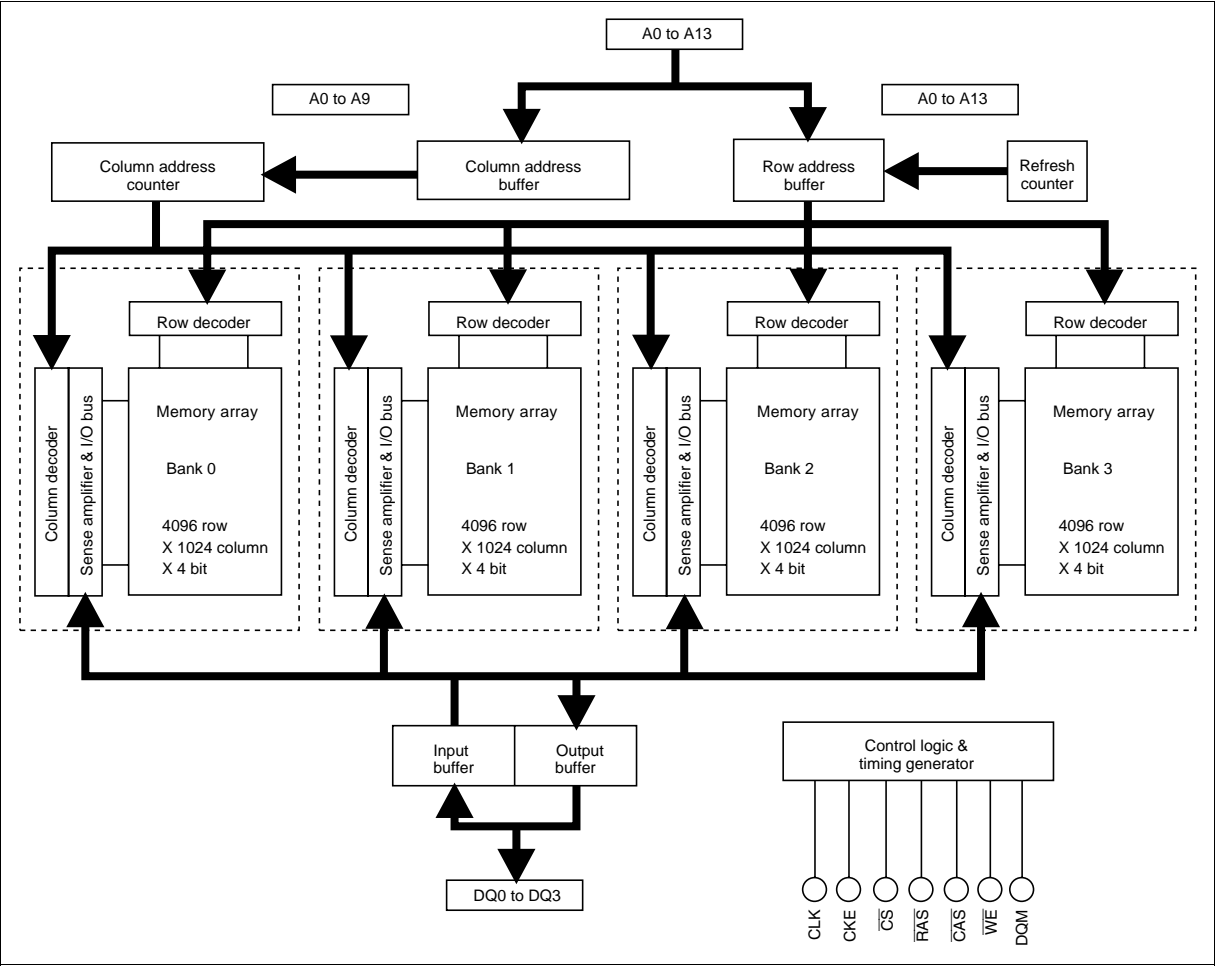 A0 to A13
A0 to A9
A0 to A13
Column address
counter
Column address
buffer
Row address
buffer
Refresh
counter
Row decoder
Row decoder
Row decoder
Row decoder
Column decoder
Sense amplifier & I/O bus
Memory array
Bank 0
4096 row
X 1024 column
X 4 bit
Column decoder
Sense amplifier & I/O bus
Memory array
Bank 1
4096 row
X 1024 column
X 4 bit
Column decoder
Sense amplifier & I/O bus
Memory array
Bank 2
4096 row
X 1024 column
X 4 bit
Column decoder
Sense amplifier & I/O bus
Memory array
Bank 3
4096 row
X 1024 column
X 4 bit
Input
buffer
Output
buffer
Control logic &
timing generator
DQ0 to DQ3
CLK
CKE
C̅S̅
R̅A̅S̅
C̅A̅S̅
W̅E̅
DQM